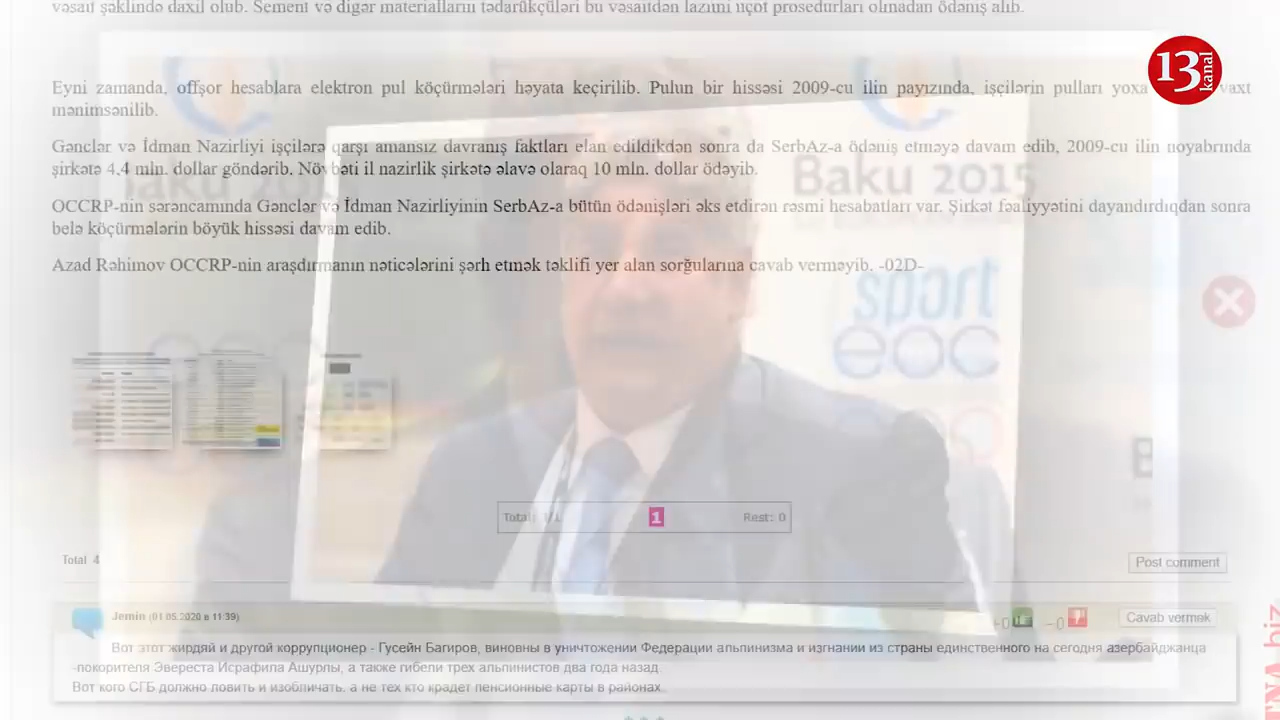 vəsait şəklində daxil olub. Sement və digər materialların tədarükçüləri bu vəsaitdən lazımi uçot prosedurları olmadan ödəniş alıb.
13 kanal
Eyni zamanda, offşor hesablara elektron pul köçürmələri həyata keçirilib. Pulun bir hissəsi 2009-cu ilin payızında, işçilərin pulları yoxa vaxt
mənimsənilib.
Gənclər və İdman Nazirliyi işçilərə qarşı amansız davranış faktları elan edildikdən sonra da SerbAz-a ödəniş etməyə davam edib, 2009-cu ilin noyabrında
şirkətə 4,4 mln. dollar göndərib. Növbəti il nazirlik şirkətə əlavə olaraq 10 mln. dollar ödəyib.
Baku 2015
Baku 2015
OCCRP-nin sərəncamında Gənclər və İdman Nazirliyinin SerbAz-a bütün ödənişləri əks etdirən rəsmi hesabatları var. Şirkət fəaliyyətini dayandırdıqdan sonra
belə köçürmələrin böyük hissəsi davam edib.
Azad Rəhimov OCCRP-nin araşdırmanın nəticələrini şərh etmək təklifi yer alan sorğularına cavab verməyib. -02D-
sport
eoc
B
Total: 1 1 Rest: 0
Total 4
Post comment
Jemin (01.05.2020 в 11:39)
+0 −0 Cavab vermək
Вот этот жирдяй и другой коррупционер - Гусейн Багиров, виновны в уничтожении Федерации альпинизма и изгнании из страны единственного на сегодня азербайджанца
-покорителя Эвереста Исрафила Ашурлы, а также гибели трех альпинистов два года назад.
Вот кого СГБ должно ловить и изобличать. а не тех кто крадет пенсионные карты в районах.
TNA.biz